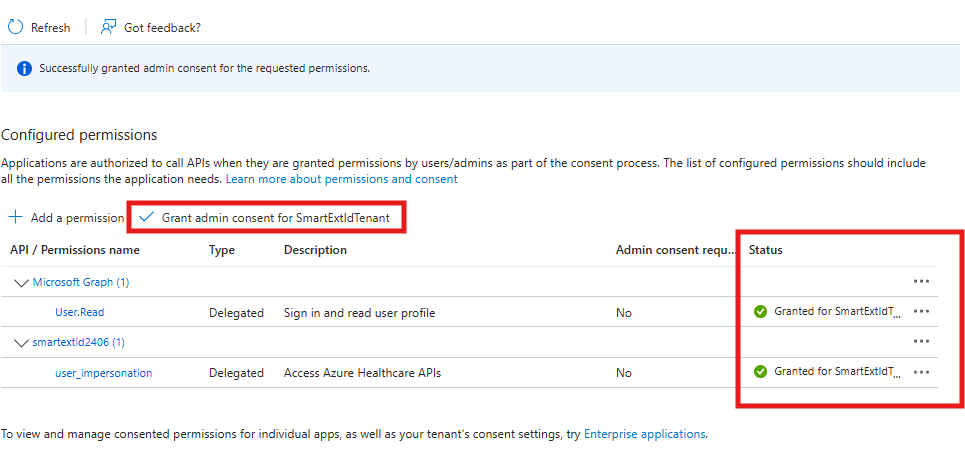 Refresh Got feedback?
Successfully granted admin consent for the requested permissions.
Configured permissions
Applications are authorized to call APIs when they are granted permissions by users/admins as part of the consent process. The list of configured permissions should include
all the permissions the application needs. Learn more about permissions and consent
Add a permission Grant admin consent for SmartExtIdTenant
API / Permissions name Type Description Admin consent requ... Status
Microsoft Graph (1) ...
User.Read Delegated Sign in and read user profile No Granted for SmartExtIdT... ...
smartextid2406 (1) ...
user_impersonation Delegated Access Azure Healthcare APIs No Granted for SmartExtIdT... ...
To view and manage consented permissions for individual apps, as well as your tenant's consent settings, try Enterprise applications.